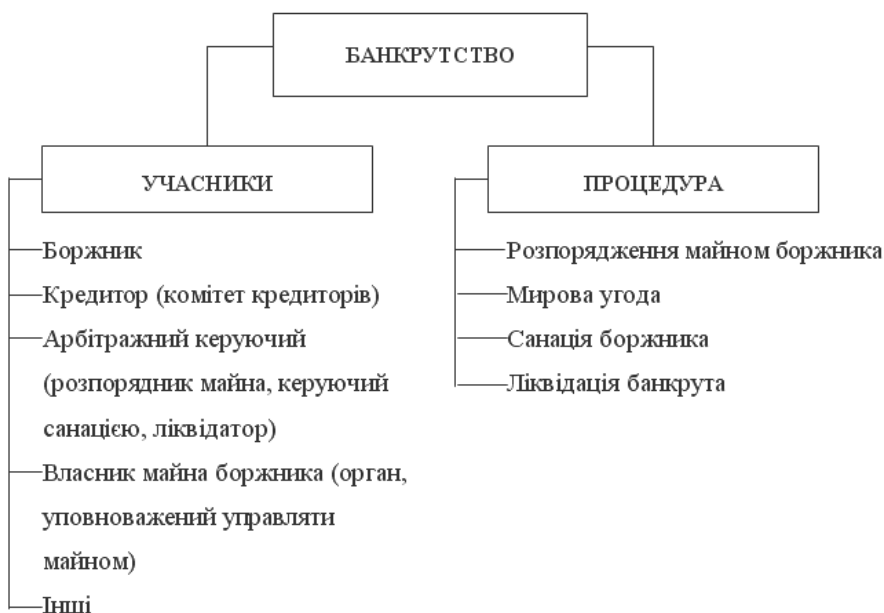 БАНКРУТСТВО
УЧАСНИКИ
Боржник
Кредитор (комітет кредиторів)
Арбітражний керуючий
(розпорядник майна, керуючий
санацією, ліквідатор)
Власник майна боржника (орган,
уповноважений управляти
майном)
Інші
ПРОЦЕДУРА
Розпорядження майном боржника
Мирова угода
Санація боржника
Ліквідація банкрута